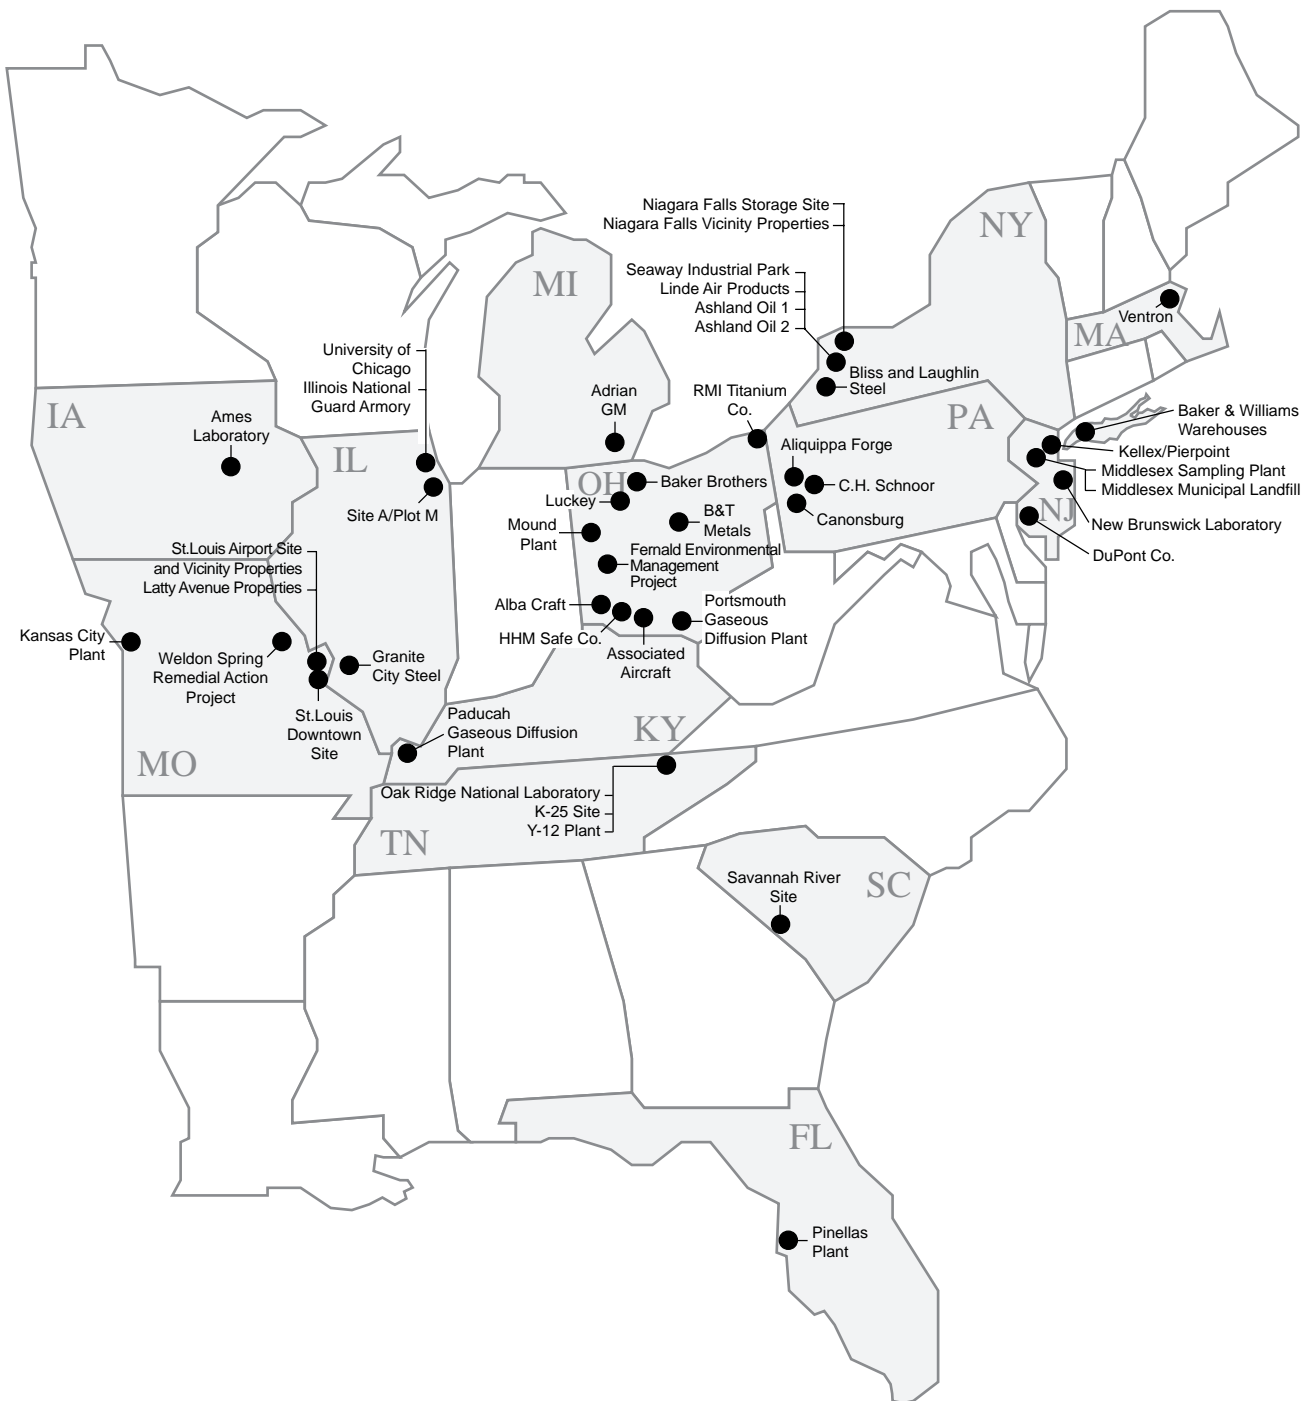 Niagara Falls Storage Site
Niagara Falls Vicinity Properties
NY
Seaway Industrial Park
Linde Air Products
Ashland Oil 1
Ashland Oil 2
MI
Ventron
MA
University of
Chicago
Illinois National
Guard Armory
Bliss and Laughlin
Steel
Adrian
GM
RMI Titanium
Co.
IA
Ames
Laboratory
IL
PA
Baker & Williams
Warehouses
Kellex/Pierpoint
Middlesex Sampling Plant
Middlesex Municipal Landfill
Aliquippa Forge
C.H. Schnoor
Canonsburg
OH
Baker Brothers
Luckey
Site A/Plot M
Mound
Plant
B&T
Metals
NJ
New Brunswick Laboratory
DuPont Co.
St.Louis Airport Site
and Vicinity Properties
Latty Avenue Properties
Fernald Environmental
Management
Project
Alba Craft
HHM Safe Co.
Portsmouth
Gaseous
Diffusion Plant
Associated
Aircraft
Kansas City
Plant
Weldon Spring
Remedial Action
Project
Granite
City Steel
St.Louis
Downtown
Site
Paducah
Gaseous Diffusion
Plant
KY
MO
Oak Ridge National Laboratory
K-25 Site
Y-12 Plant
TN
Savannah River
Site
SC
FL
Pinellas
Plant